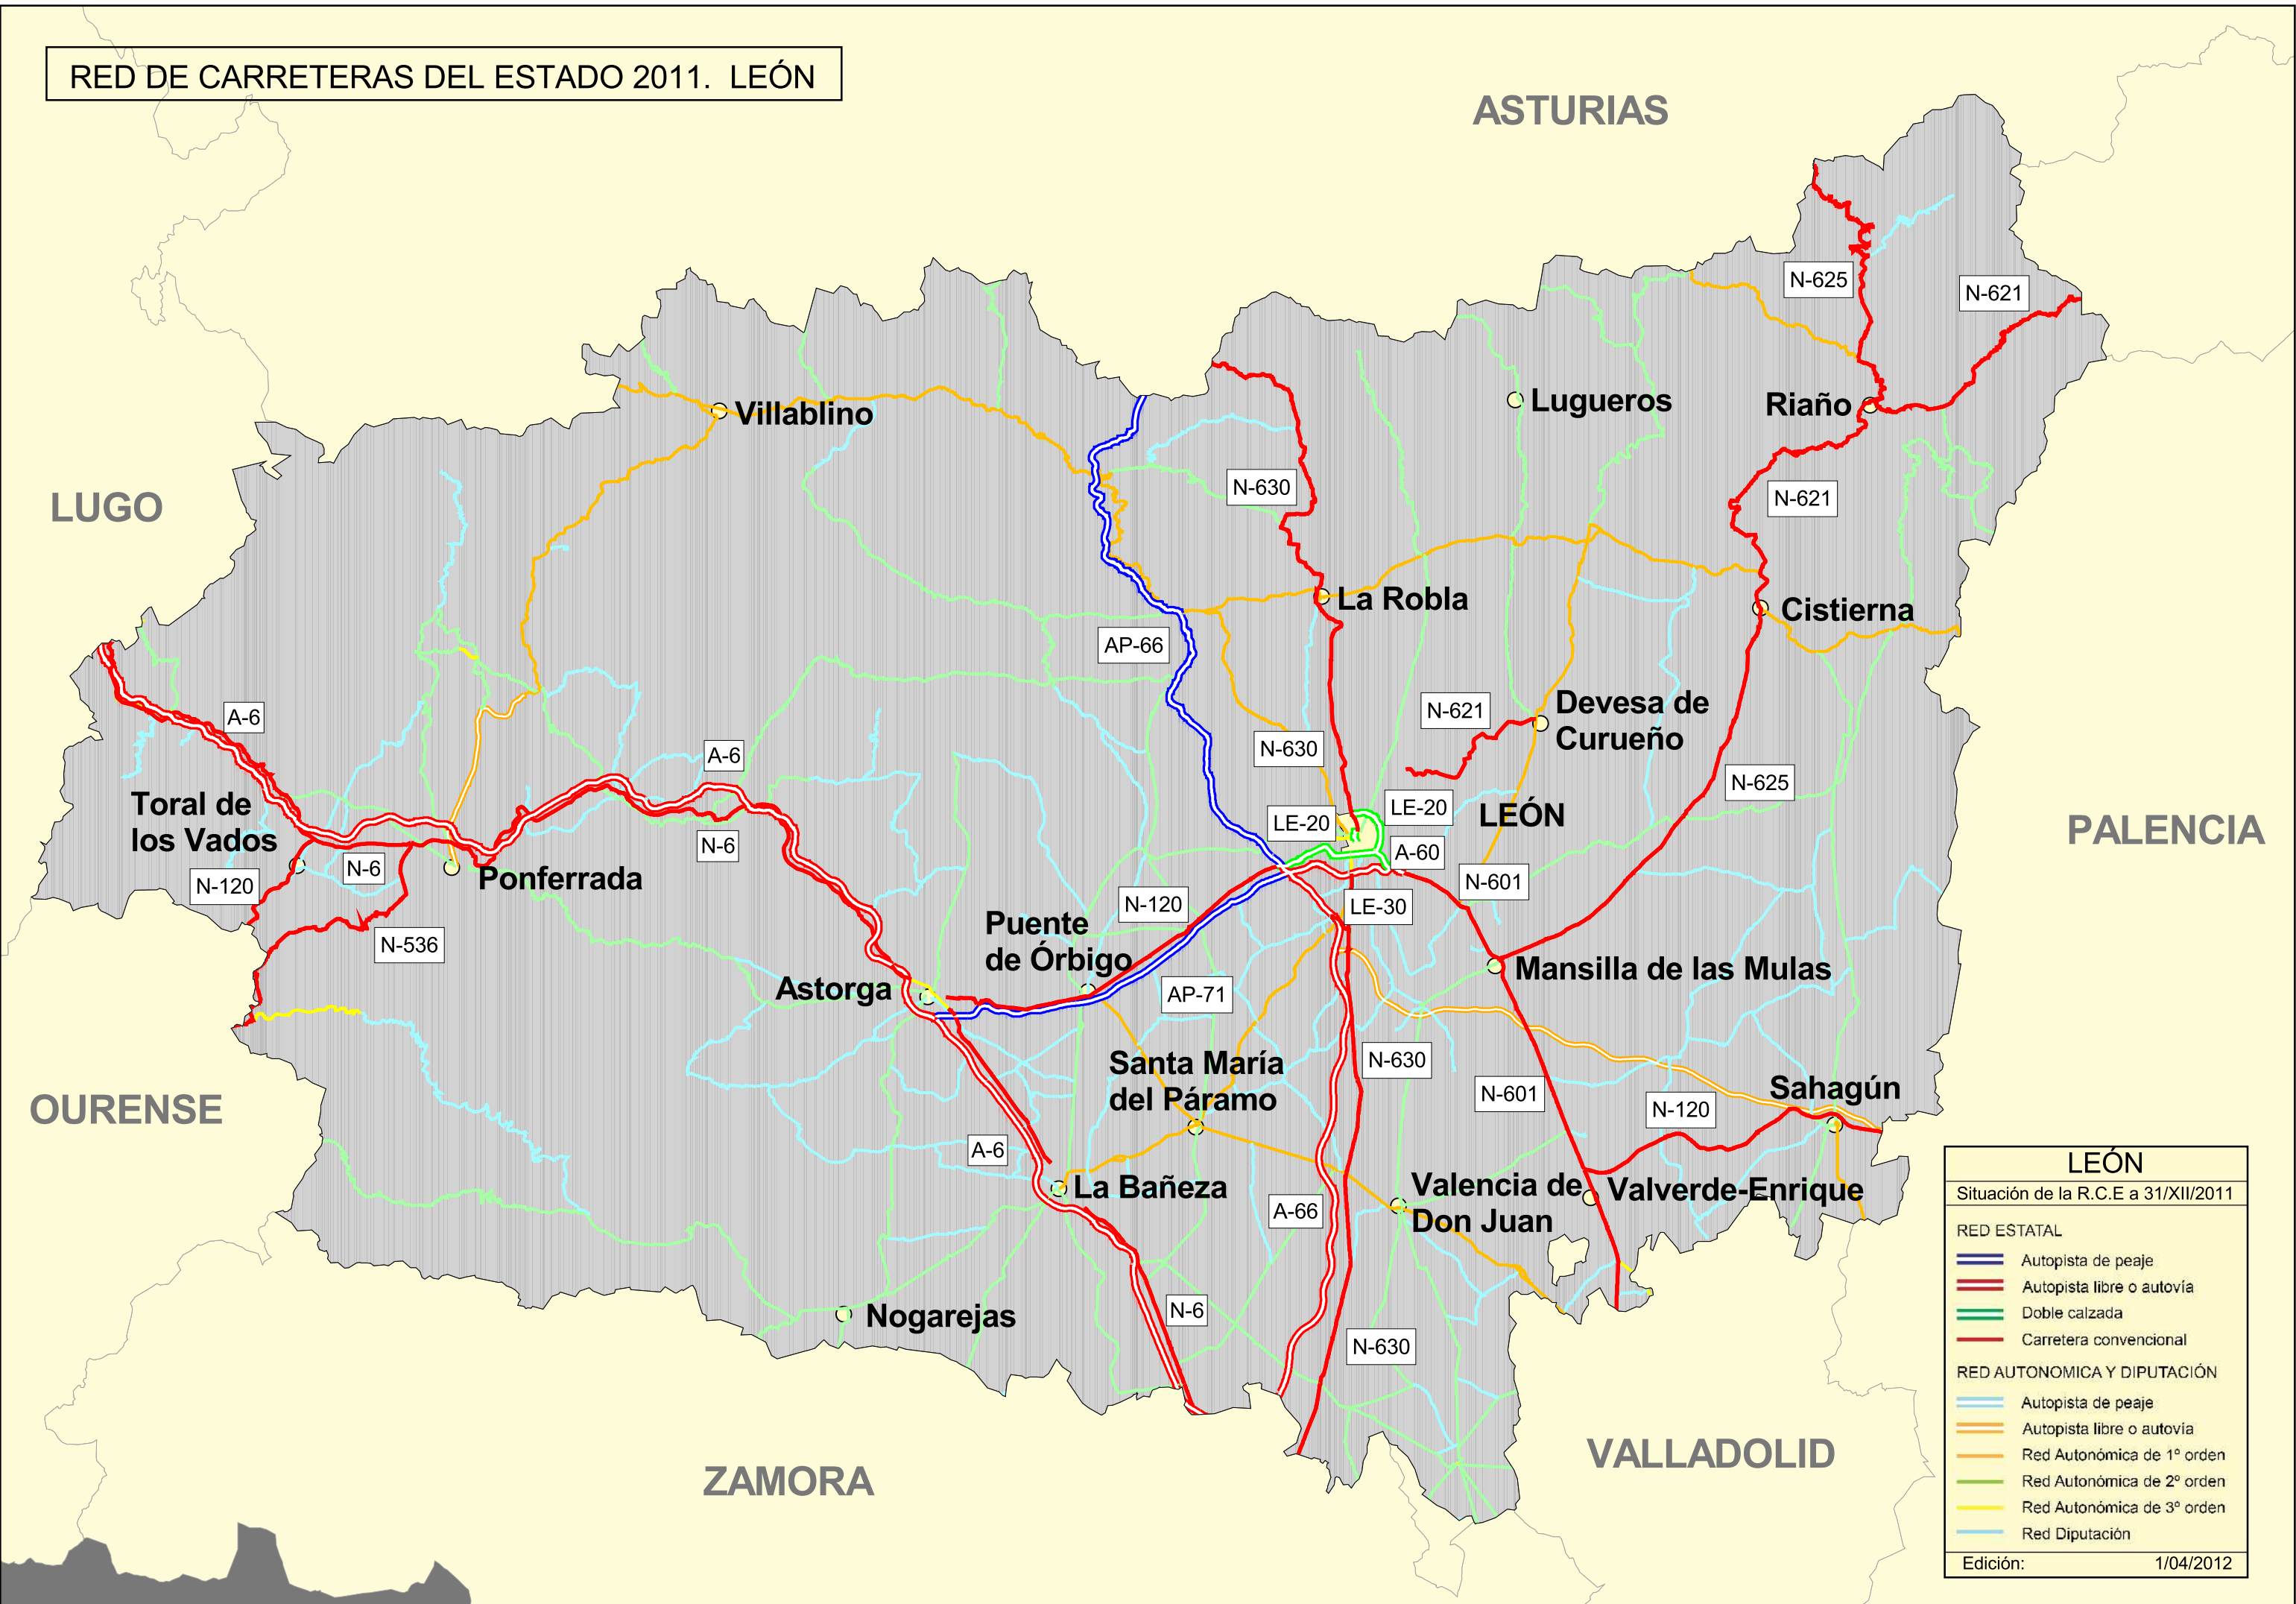 RED DE CARRETERAS DEL ESTADO 2011. LEÓN
ASTURIAS
N-625
N-621
Villablino
Lugueros
Riaño
LUGO
N-630
N-621
La Robla
Cistierna
AP-66
A-6
N-621
Devesa de
Curueño
N-630
A-6
N-625
Toral de
los Vados
LE-20
LE-20
LEÓN
PALENCIA
N-6
A-60
N-120
N-6
Ponferrada
N-601
N-120
LE-30
Puente
de Órbigo
N-536
Mansilla de las Mulas
Astorga
AP-71
N-630
Santa María
del Páramo
N-601
Sahagún
N-120
OURENSE
A-6
La Bañeza
Valencia de
Don Juan
Valverde-Enrique
A-66
Nogarejas
N-6
N-630
ZAMORA
VALLADOLID
LEÓN
Situación de la R.C.E a 31/XII/2011
RED ESTATAL
Autopista de peaje
Autopista libre o autovía
Doble calzada
Carretera convencional
RED AUTONOMICA Y DIPUTACIÓN
Autopista de peaje
Autopista libre o autovía
Red Autonómica de 1º orden
Red Autonómica de 2º orden
Red Autonómica de 3º orden
Red Diputación
Edición: 1/04/2012